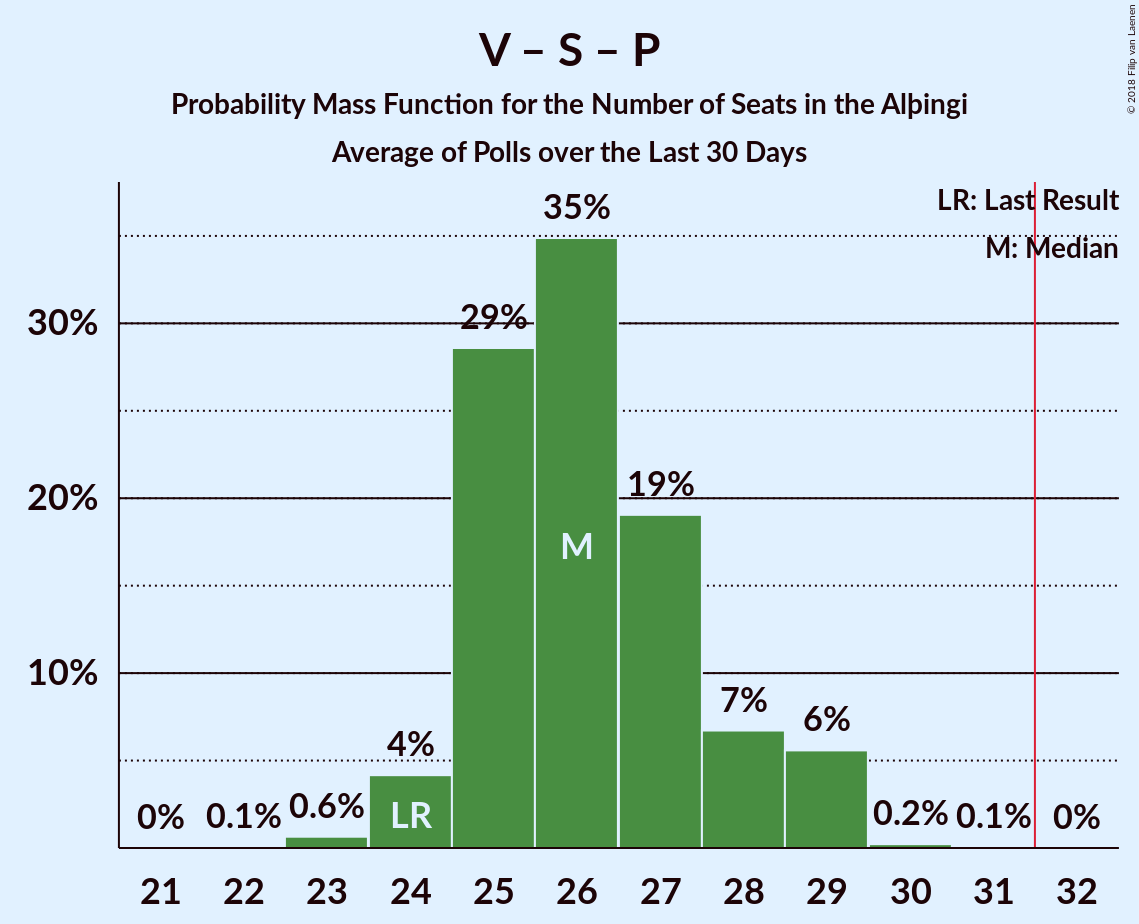 V – S – P
Probability Mass Function for the Number of Seats in the Alþingi
Average of Polls over the Last 30 Days
© 2018 Filip van Laenen
LR: Last Result
M: Median
35%
30%
29%
20%
19%
M
10%
7%
6%
4%
0%
0.1%
0.6%
LR
0.2%
0.1%
0%
21 22 23 24 25 26 27 28 29 30 31 32